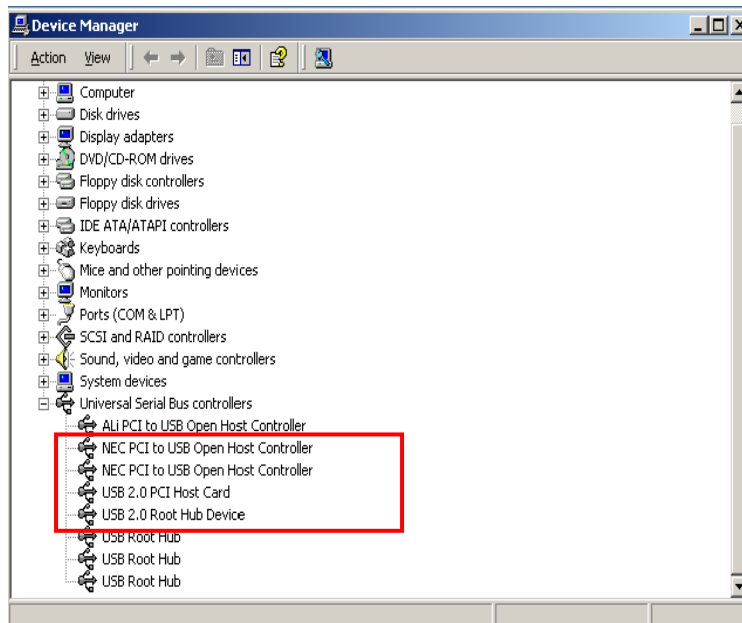 Device Manager
Action View
Computer
Disk drives
Display adapters
DVD/CD-ROM drives
Floppy disk controllers
Floppy disk drives
IDE ATA/ATAPI controllers
Keyboards
Mice and other pointing devices
Monitors
Ports (COM & LPT)
SCSI and RAID controllers
Sound, video and game controllers
System devices
Universal Serial Bus controllers
ALi PCI to USB Open Host Controller
NEC PCI to USB Open Host Controller
NEC PCI to USB Open Host Controller
USB 2.0 PCI Host Card
USB 2.0 Root Hub Device
USB Root Hub
USB Root Hub
USB Root Hub